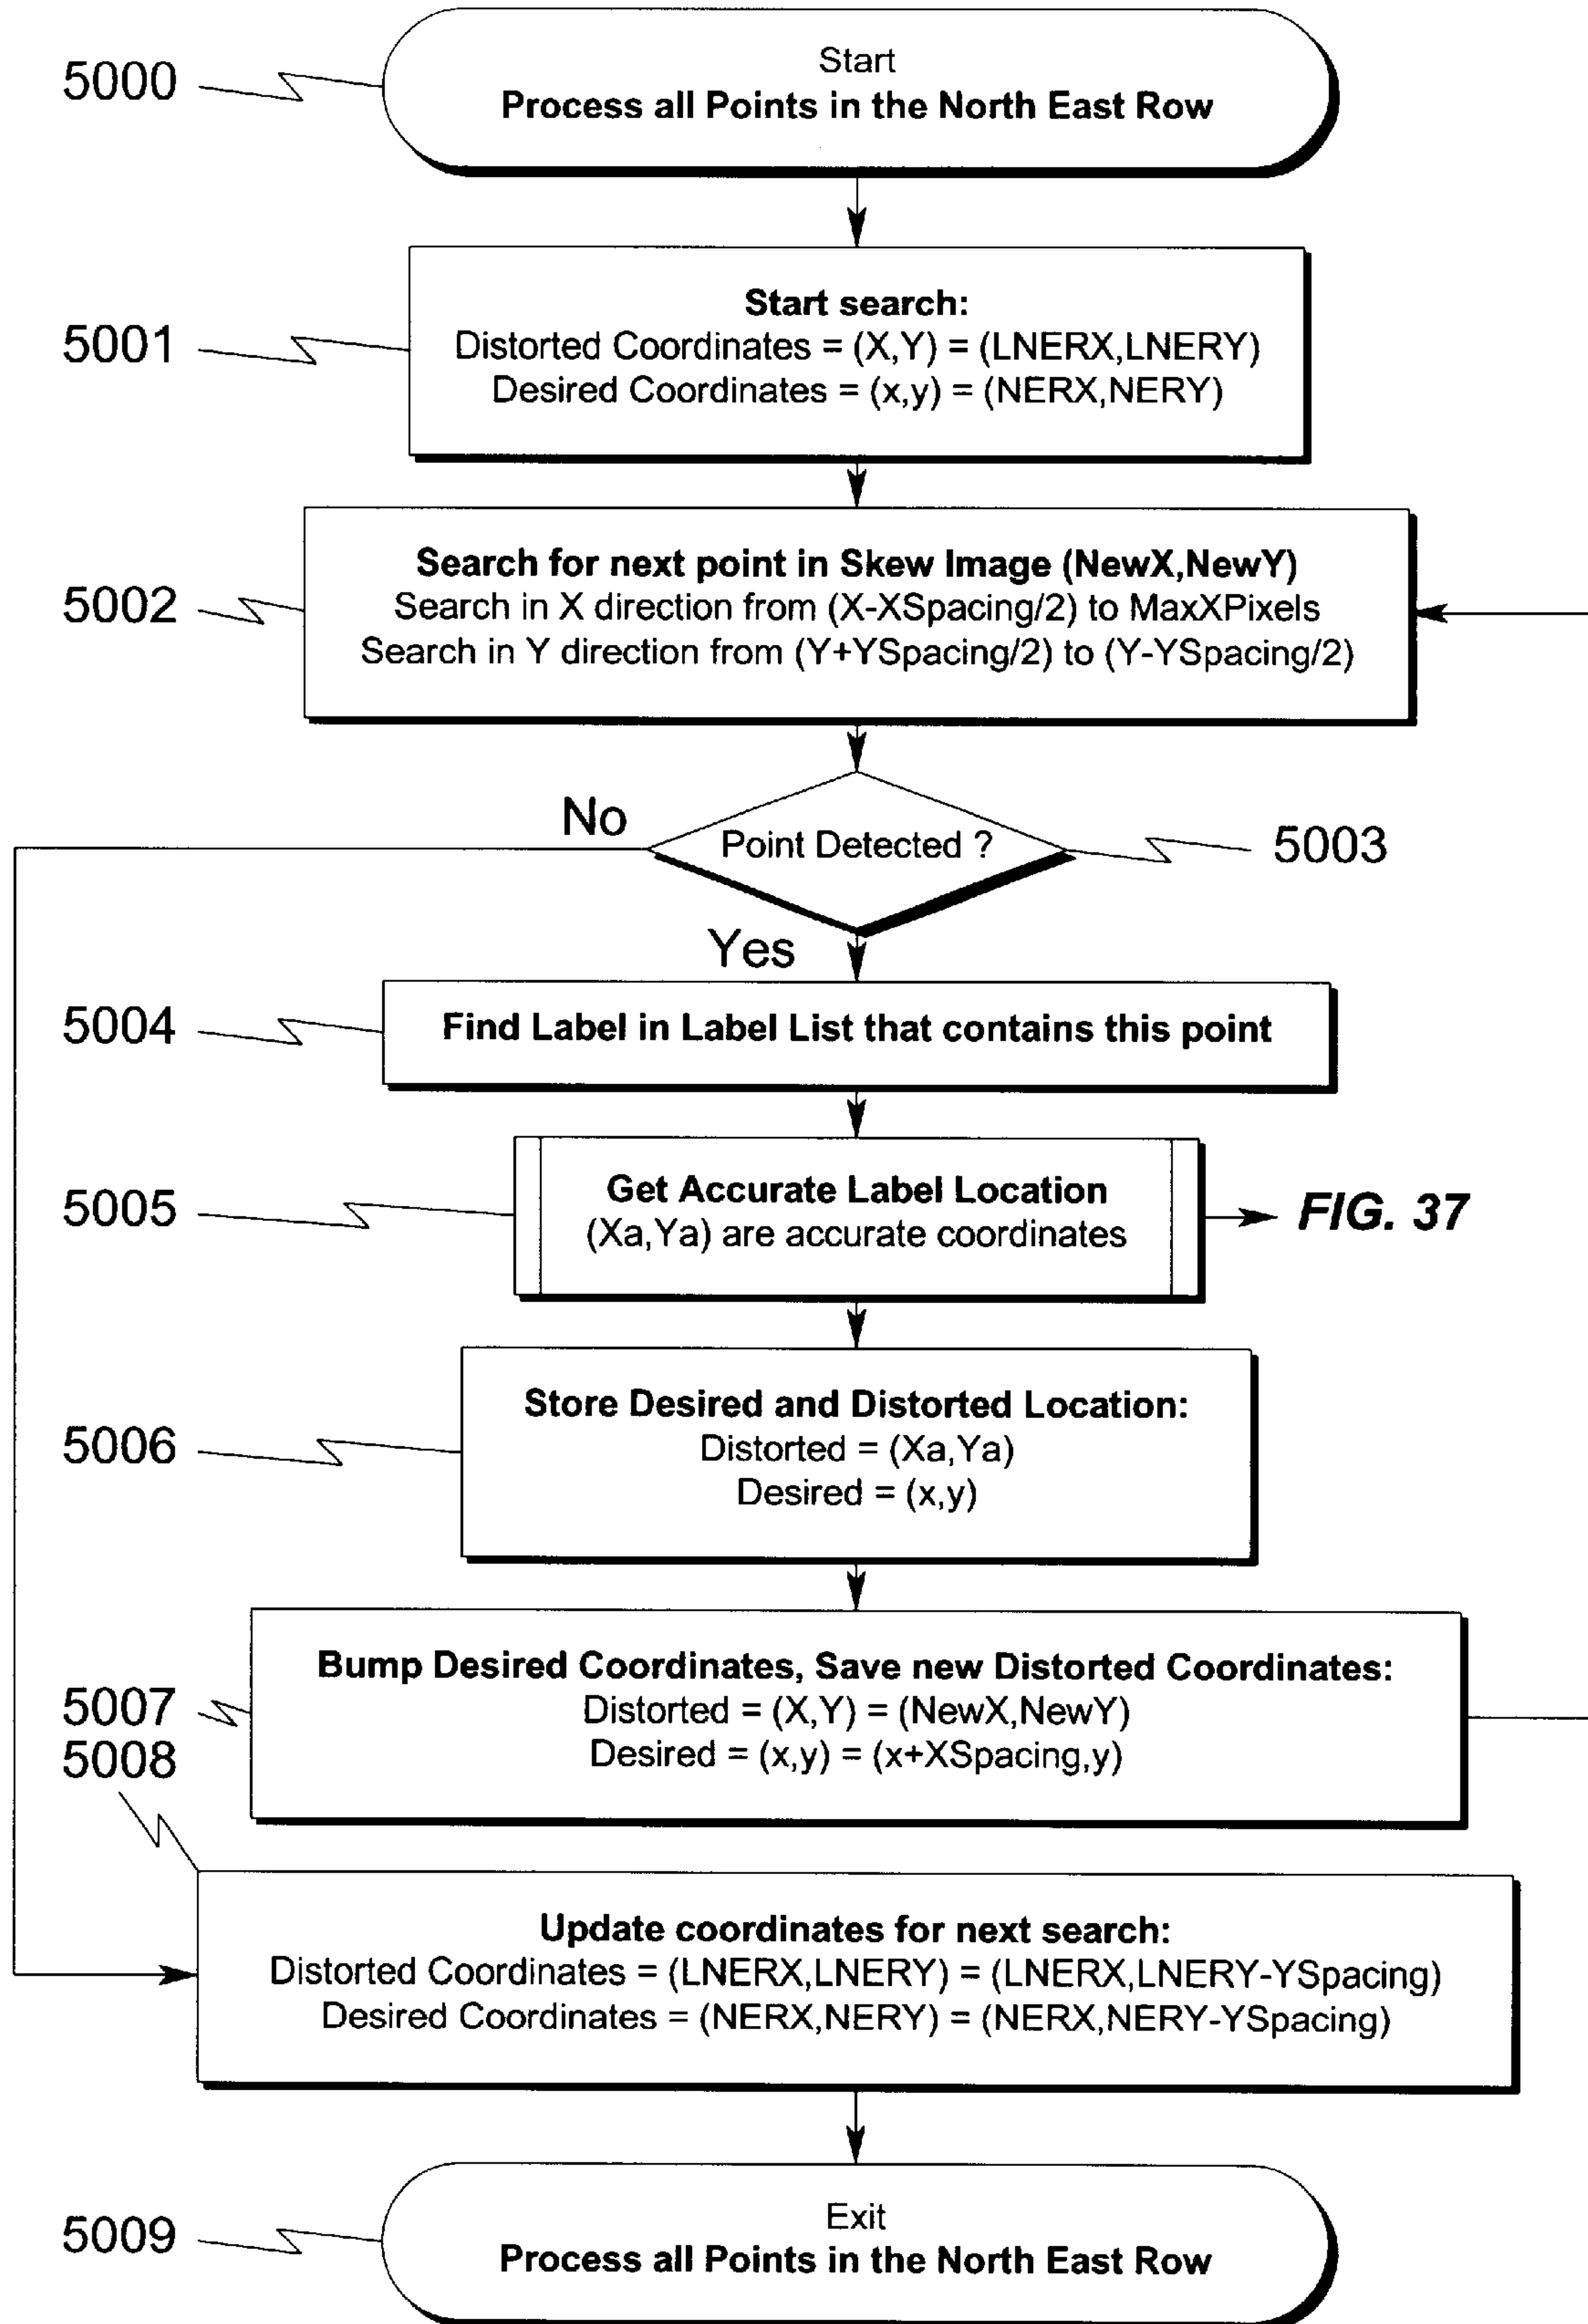 5000
Start
Process all Points in the North East Row
5001
Start search:
Distorted Coordinates = (X,Y) = (LNERX,LNERY)
Desired Coordinates = (x,y) = (NERX,NERY)
5002
Search for next point in Skew Image (NewX,NewY)
Search in X direction from (X-XSpacing/2) to MaxXPixels
Search in Y direction from (Y+YSpacing/2) to (Y-YSpacing/2)
No
Point Detected ?
5003
Yes
5004
Find Label in Label List that contains this point
5005
Get Accurate Label Location
(Xa,Ya) are accurate coordinates
FIG. 37
5006
Store Desired and Distorted Location:
Distorted = (Xa,Ya)
Desired = (x,y)
5007
Bump Desired Coordinates, Save new Distorted Coordinates:
Distorted = (X,Y) = (NewX,NewY)
Desired = (x,y) = (x+XSpacing,y)
5008
Update coordinates for next search:
Distorted Coordinates = (LNERX,LNERY) = (LNERX,LNERY-YSpacing)
Desired Coordinates = (NERX,NERY) = (NERX,NERY-YSpacing)
5009
Exit
Process all Points in the North East Row